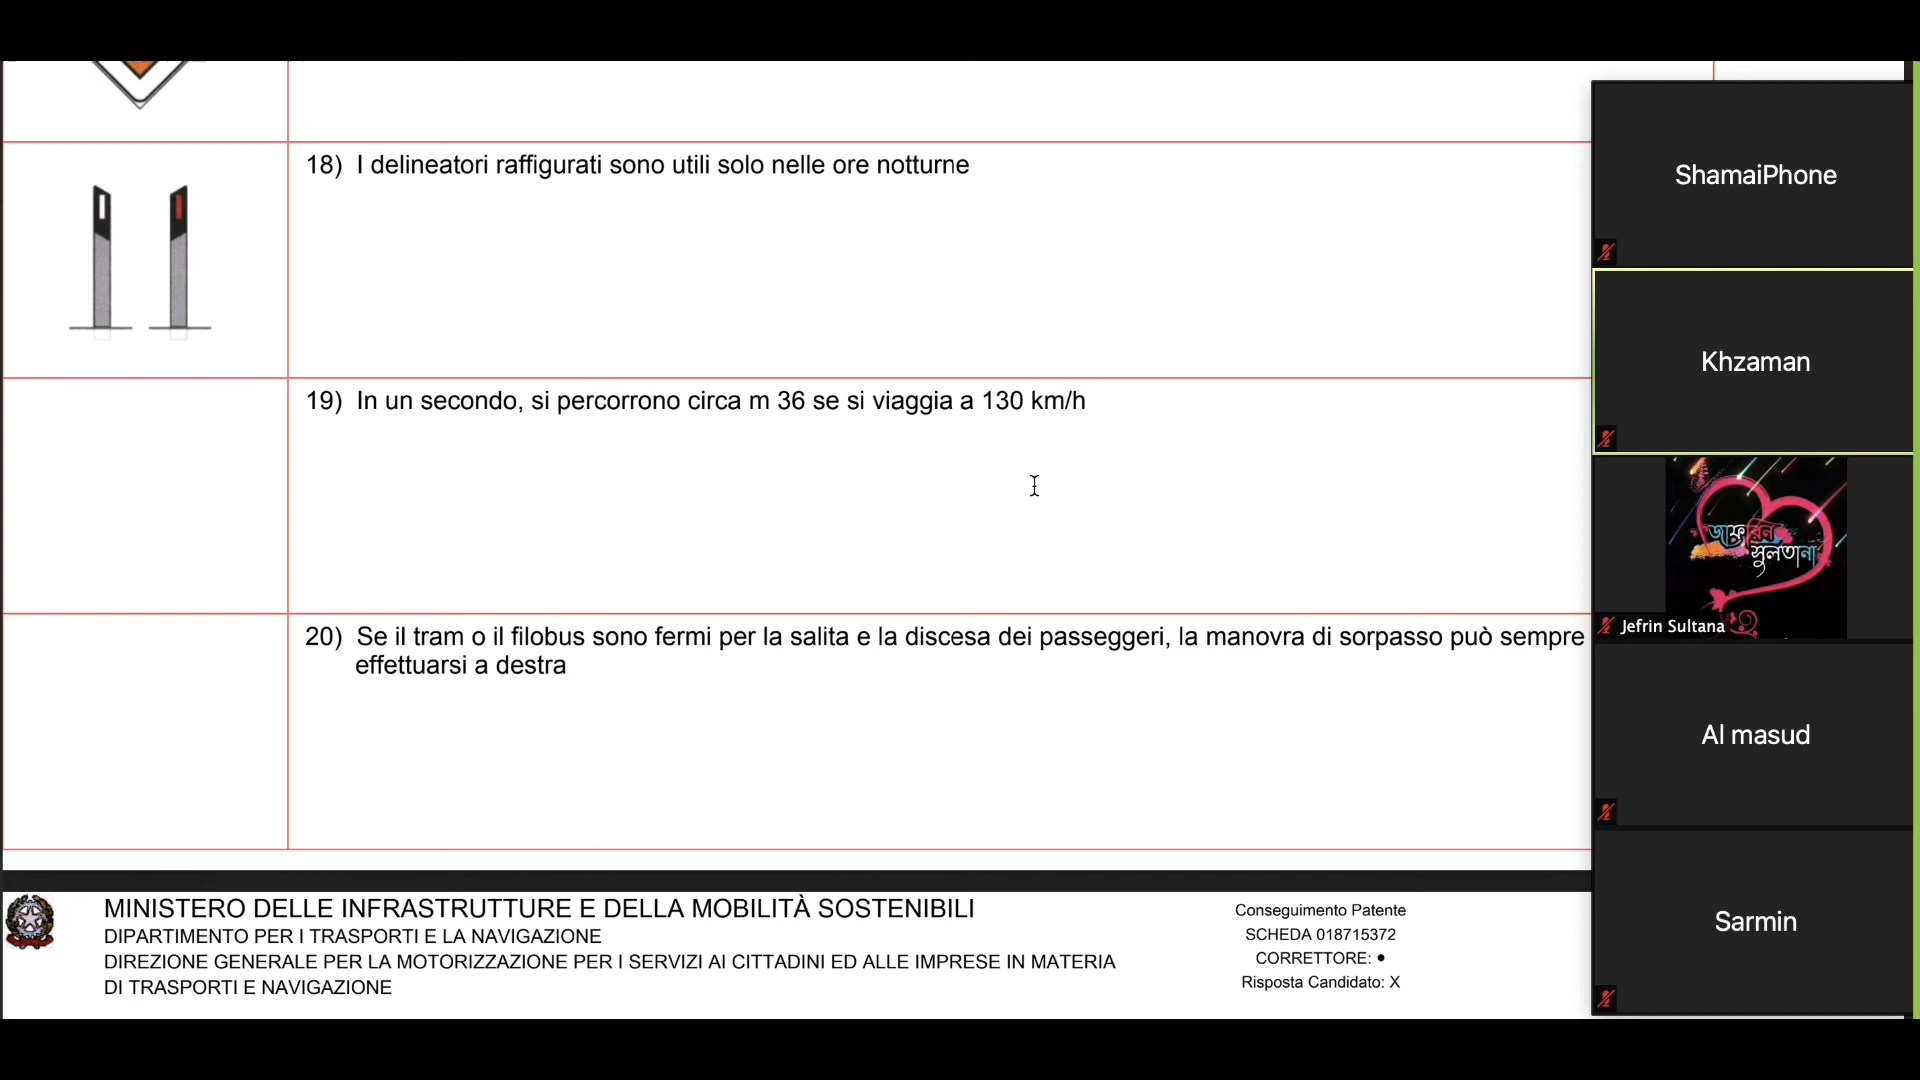 18) I delineatori raffigurati sono utili solo nelle ore notturne
19) In un secondo, si percorrono circa m 36 se si viaggia a 130 km/h
20) Se il tram o il filobus sono fermi per la salita e la discesa dei passeggeri, la manovra di sorpasso può sempre
effettuarsi a destra
MINISTERO DELLE INFRASTRUTTURE E DELLA MOBILITÀ SOSTENIBILI
DIPARTIMENTO PER I TRASPORTI E LA NAVIGAZIONE
DIREZIONE GENERALE PER LA MOTORIZZAZIONE PER I SERVIZI AI CITTADINI ED ALLE IMPRESE IN MATERIA
DI TRASPORTI E NAVIGAZIONE
Conseguimento Patente
SCHEDA 018715372
CORRETTORE: ●
Risposta Candidato: X
ShamaiPhone
Khzaman
জাফরিন
সুলতানা
Jefrin Sultana
Al masud
Sarmin